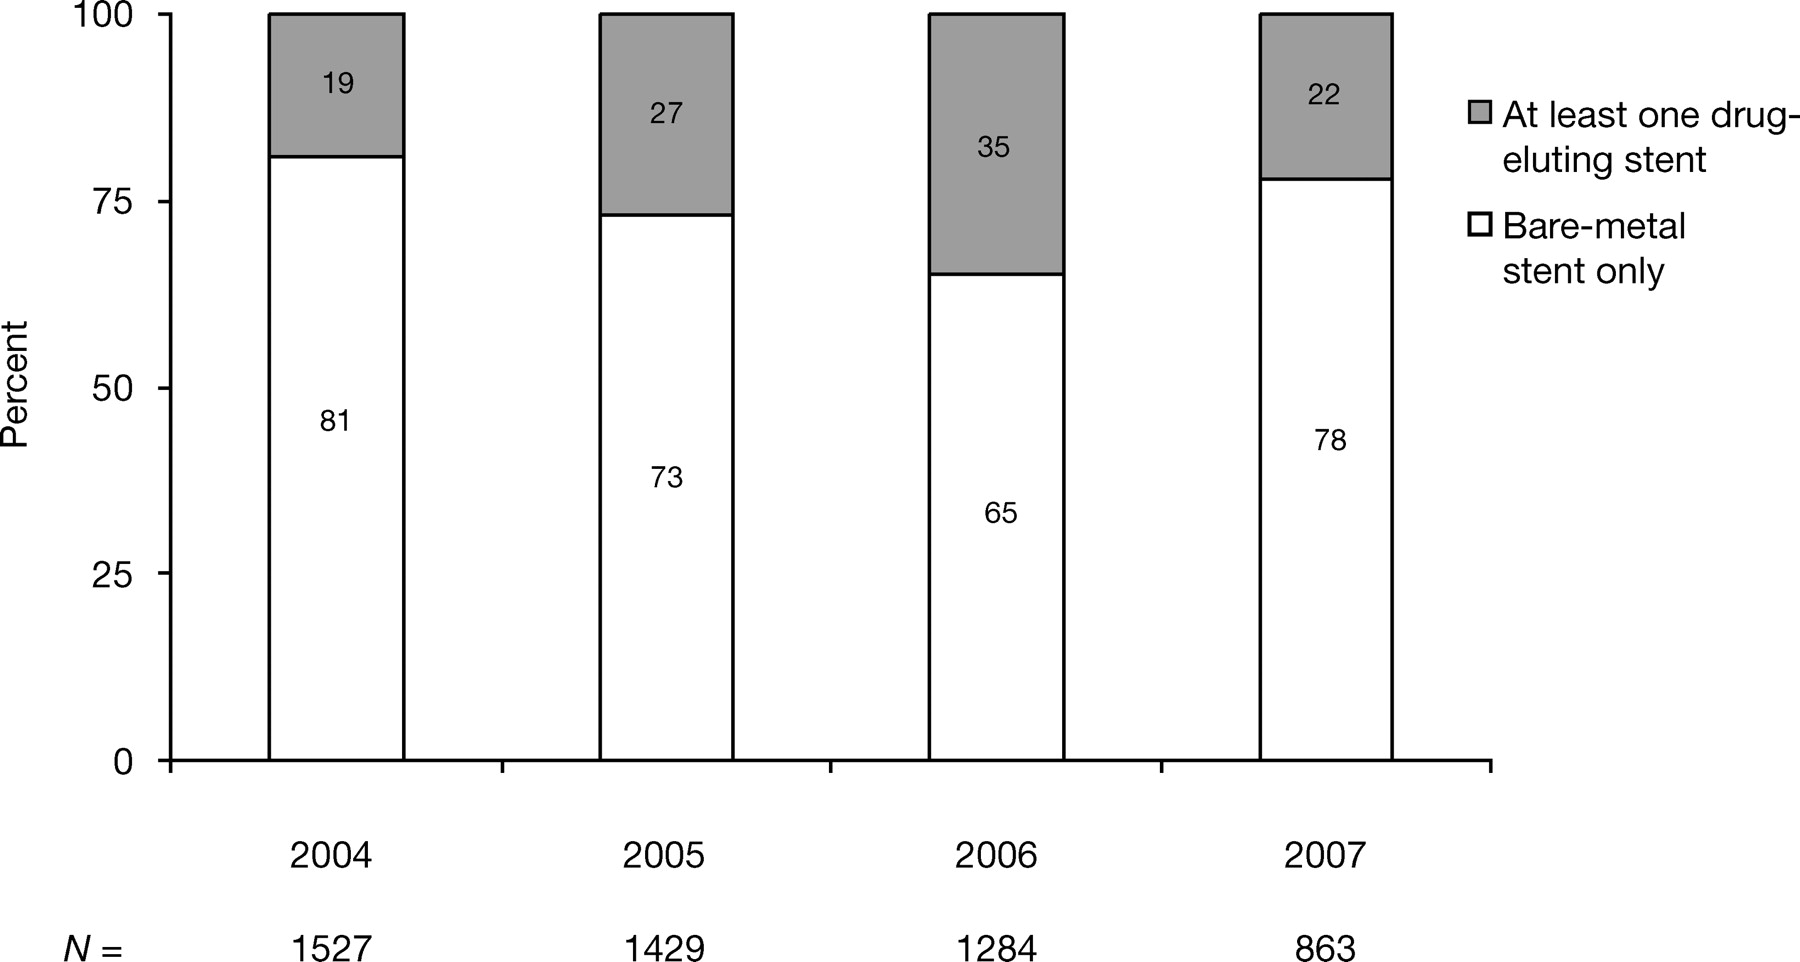 100
75
50
25
0
Percent
19
81
27
73
35
65
22
78
At least one drug-
eluting stent
Bare-metal
stent only
2004 2005 2006 2007
N = 1527 1429 1284 863